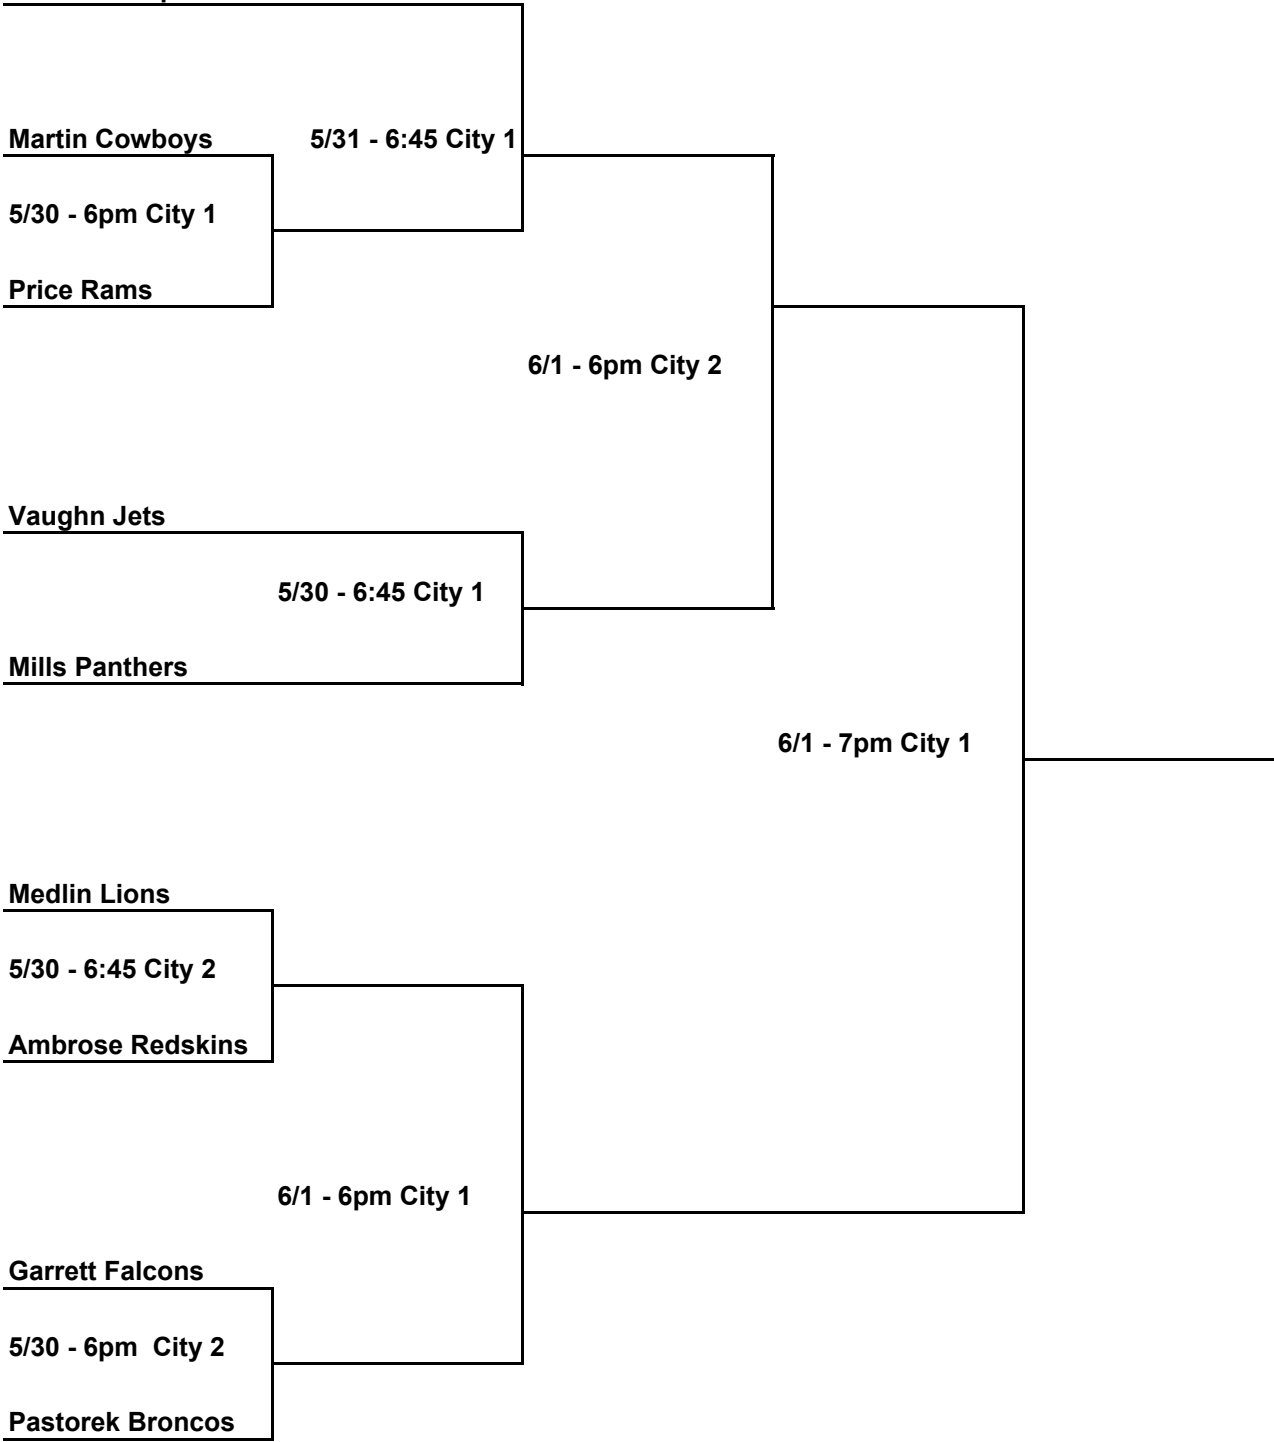 Martin Cowboys
5/31 - 6:45 City 1
5/30 - 6pm City 1
Price Rams
6/1 - 6pm City 2
Vaughn Jets
5/30 - 6:45 City 1
Mills Panthers
6/1 - 7pm City 1
Medlin Lions
5/30 - 6:45 City 2
Ambrose Redskins
6/1 - 6pm City 1
Garrett Falcons
5/30 - 6pm  City 2
Pastorek Broncos